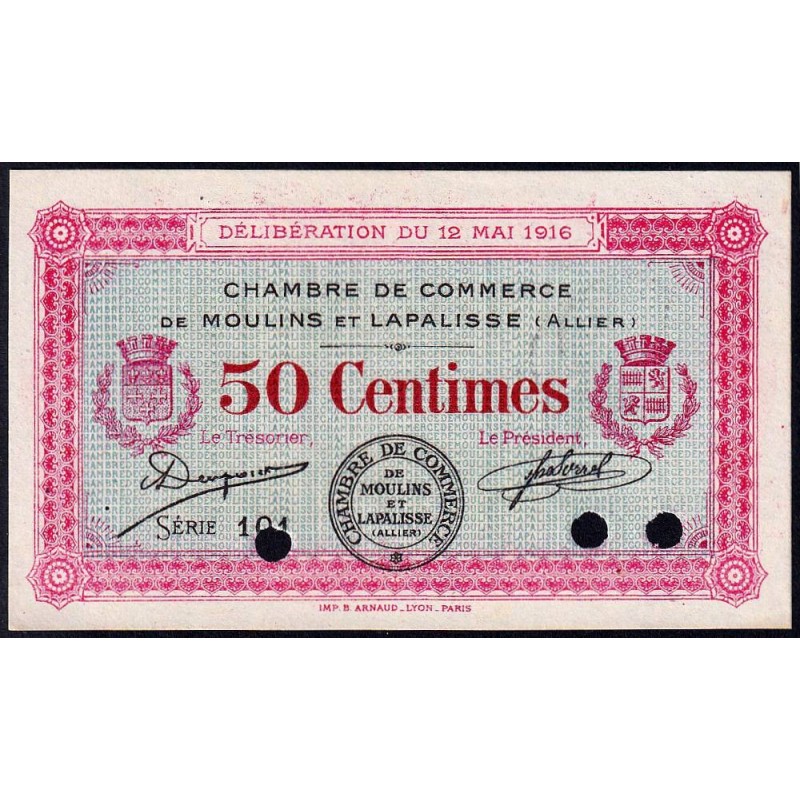 DÉLIBÉRATION DU 12 MAI 1916
CHAMBRE DE COMMERCE
DE MOULINS ET LAPALISSE (ALLIER)
50 Centimes
Le Trésorier,
Le Président,
CHAMBRE DE COMMERCE
DE
MOULINS
ET
LAPALISSE
(ALLIER)
SÉRIE 101
IMP. B. ARNAUD_LYON_PARIS